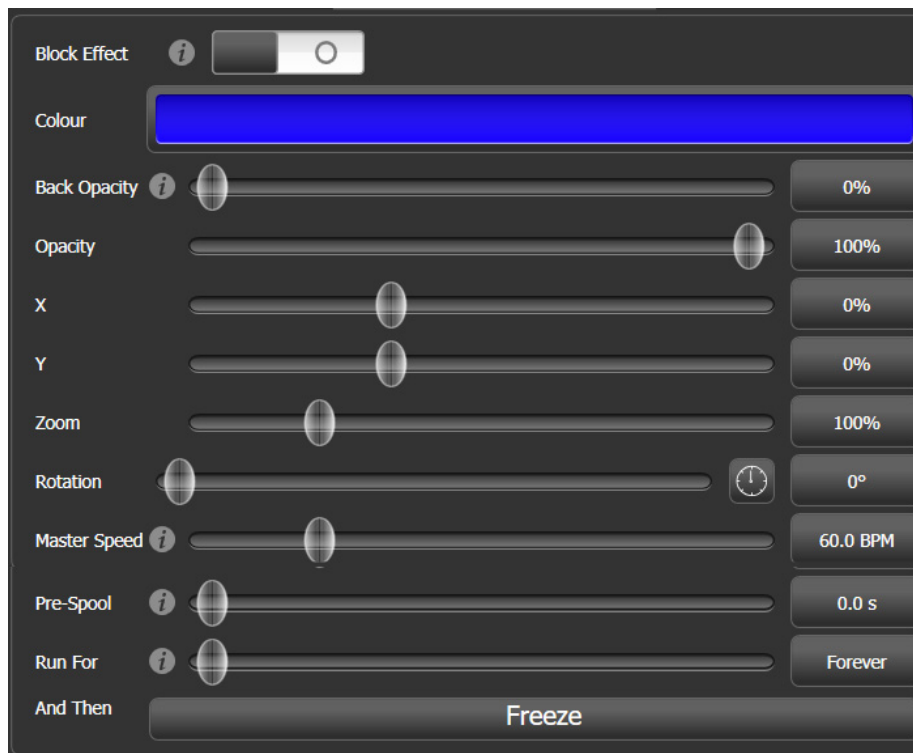 Block Effect i
Colour
Back Opacity i 0%
Opacity 100%
X 0%
Y 0%
Zoom 100%
Rotation 0°
Master Speed i 60.0 BPM
Pre-Spool i 0.0 s
Run For i Forever
And Then Freeze